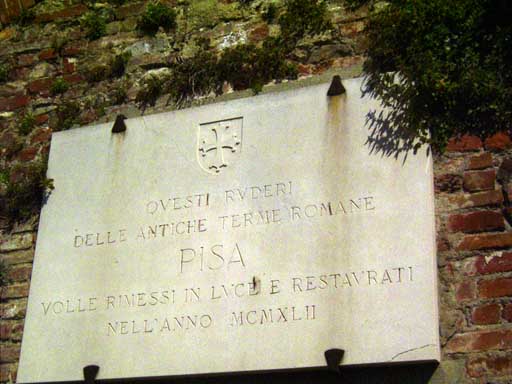 QVESTI RVDERI
DELLE ANTICHE TERME ROMANE
PISA
VOLLE RIMESSI IN LVCE E RESTAVRATI
NELL'ANNO MCMXLII